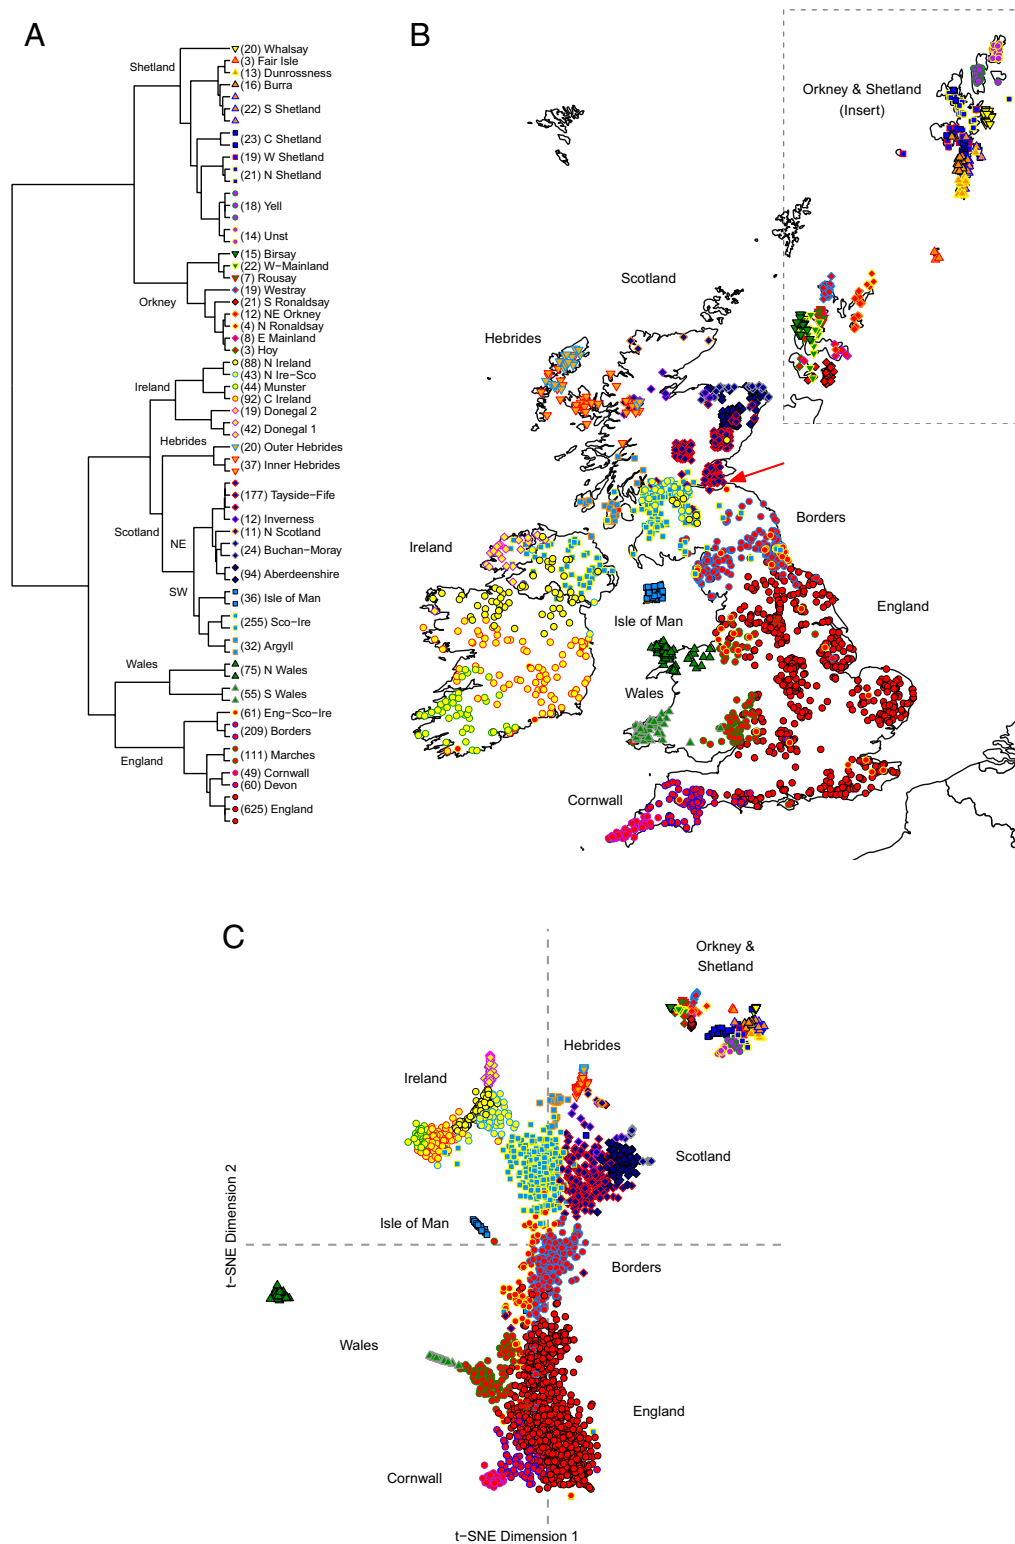 A
Shetland
(20) Whalsay
(3) Fair Isle
(13) Dunrossness
(16) Burra
(22) S Shetland
(23) C Shetland
(19) W Shetland
(21) N Shetland
(18) Yell
(14) Unst
Orkney
(15) Birsay
(22) W−Mainland
(7) Rousay
(19) Westray
(21) S Ronaldsay
(12) NE Orkney
(4) N Ronaldsay
(8) E Mainland
(3) Hoy
Ireland
(88) N Ireland
(43) N Ire−Sco
(44) Munster
(92) C Ireland
(19) Donegal 2
(42) Donegal 1
Hebrides
(20) Outer Hebrides
(37) Inner Hebrides
Scotland
NE
(177) Tayside−Fife
(12) Inverness
(11) N Scotland
(24) Buchan−Moray
(94) Aberdeenshire
SW
(36) Isle of Man
(255) Sco−Ire
(32) Argyll
Wales
(75) N Wales
(55) S Wales
England
(61) Eng−Sco−Ire
(209) Borders
(111) Marches
(49) Cornwall
(60) Devon
(625) England
B
Orkney & Shetland
(Insert)
Scotland
Hebrides
Borders
Ireland
Isle of Man
England
Wales
Cornwall
C
Orkney &
Shetland
Hebrides
Ireland
Scotland
Isle of Man
Borders
Wales
England
Cornwall
t−SNE Dimension 2
t−SNE Dimension 1